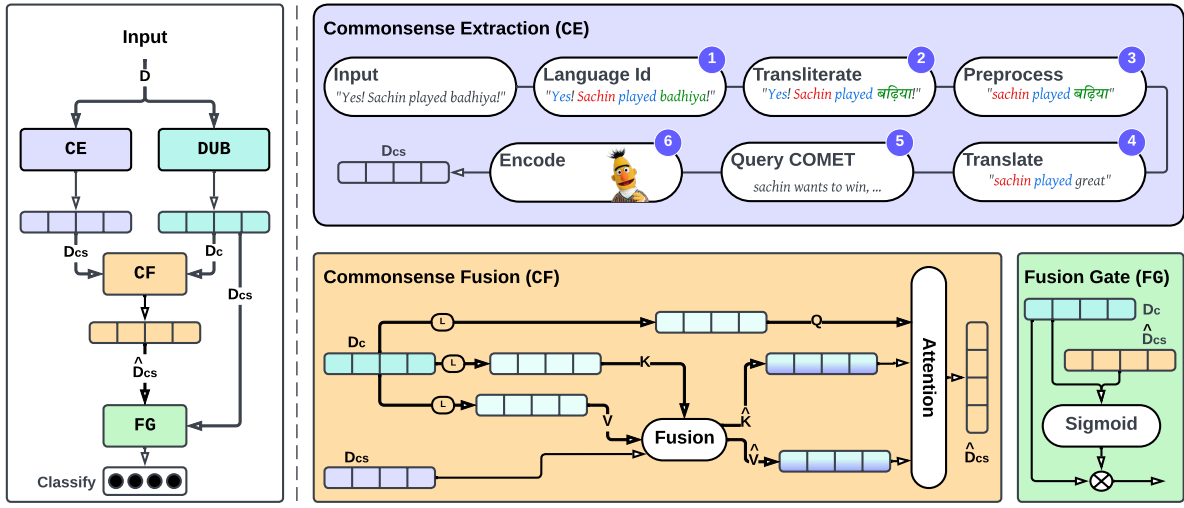 Input
D
CE
DUB
Dcs
Dc
CF
Dcs
^
Dcs
FG
Classify
Commonsense Extraction (CE)
Input
"Yes! Sachin played badhiya!"
1
Language Id
"Yes! Sachin played badhiya!"
2
Transliterate
"Yes! Sachin played बढ़िया!"
3
Preprocess
"sachin played बढ़िया"
4
Translate
"sachin played great"
5
Query COMET
sachin wants to win, ...
6
Encode
Dcs
Commonsense Fusion (CF)
Dc
L
L
L
Q
K
V
Dcs
Fusion
^
K
^
V
Attention
^
Dcs
Fusion Gate (FG)
Dc
^
Dcs
Sigmoid